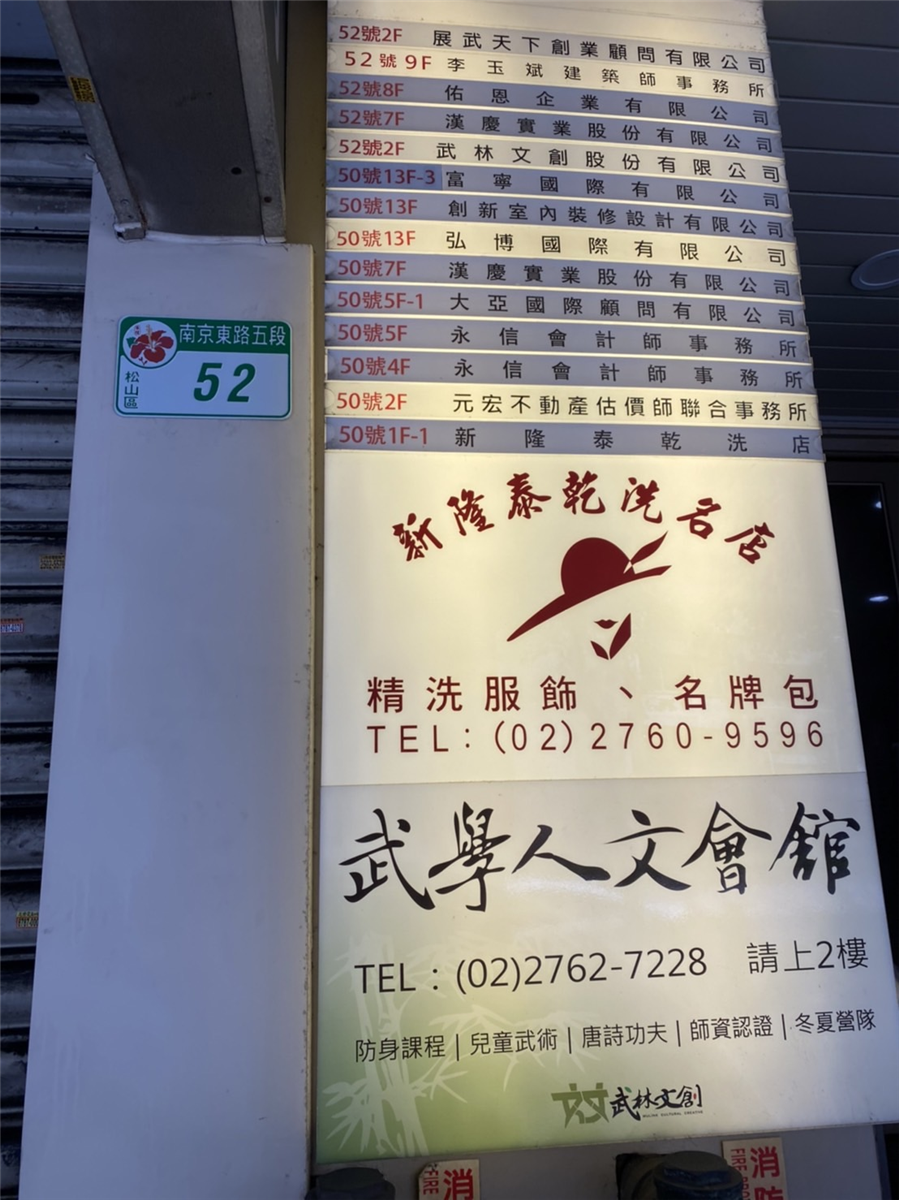 52號2F 展武天下創業顧問有限公司
52號9F 李玉斌建築師事務所
52號8F 佑恩企業有限公司
52號7F 漢慶實業股份有限公司
52號2F 武林文創股份有限公司
50號13F-3 富寧國際有限公司
50號13F 創新室內裝修設計有限公司
50號13F 弘博國際有限公司
50號7F 漢慶實業股份有限公司
50號5F-1 大亞國際顧問有限公司
50號5F 永信會計師事務所
50號4F 永信會計師事務所
50號2F 元宏不動產估價師聯合事務所
50號1F-1 新隆泰乾洗店
南京東路五段
松山區
52
新隆泰乾洗名店
精洗服飾、名牌包
TEL:(02)2760-9596
武學人文會館
TEL:(02)2762-7228 請上2樓
防身課程|兒童武術|唐詩功夫|師資認證|冬夏營隊
武林文創
消
FIRE
消防
FIRE